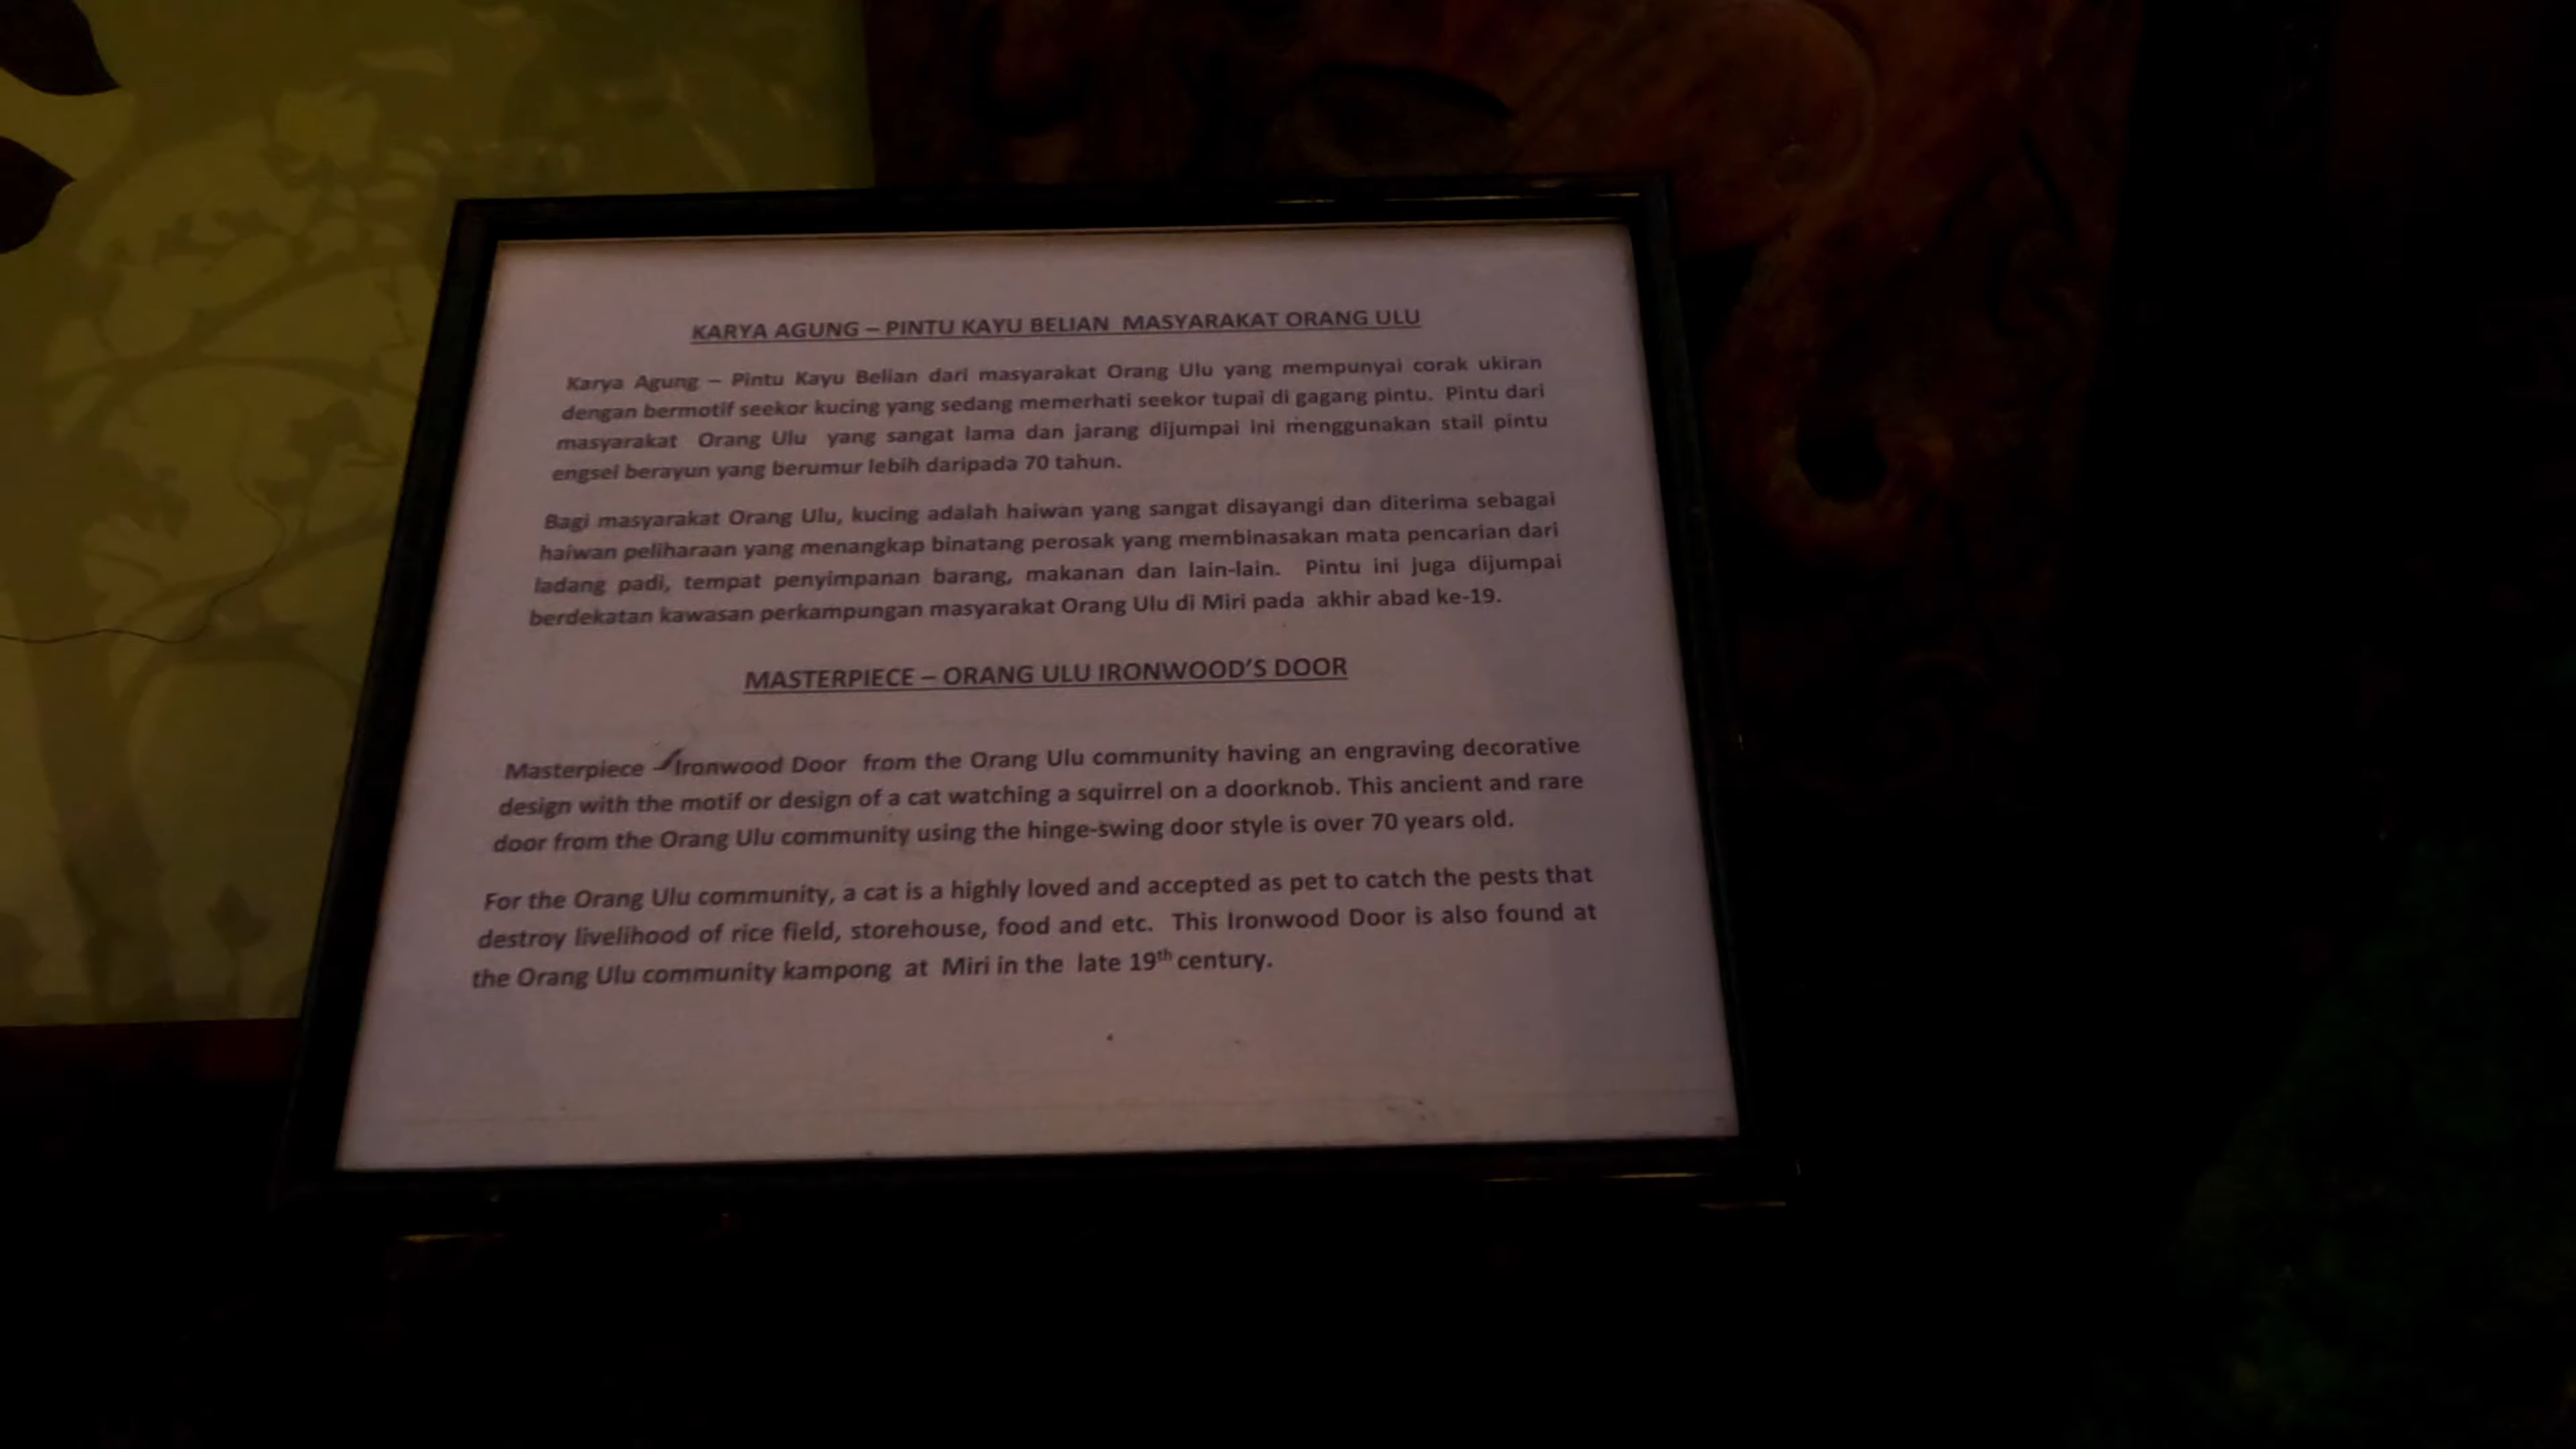 KARYA AGUNG – PINTU KAYU BELIAN MASYARAKAT ORANG ULU
Karya Agung – Pintu Kayu Belian dari masyarakat Orang Ulu yang mempunyai corak ukiran
dengan bermotif seekor kucing yang sedang memerhati seekor tupai di gagang pintu. Pintu dari
masyarakat Orang Ulu yang sangat lama dan jarang dijumpai ini menggunakan stail pintu
engsel berayun yang berumur lebih daripada 70 tahun.
Bagi masyarakat Orang Ulu, kucing adalah haiwan yang sangat disayangi dan diterima sebagai
haiwan peliharaan yang menangkap binatang perosak yang membinasakan mata pencarian dari
ladang padi, tempat penyimpanan barang, makanan dan lain-lain. Pintu ini juga dijumpai
berdekatan kawasan perkampungan masyarakat Orang Ulu di Miri pada akhir abad ke-19.
MASTERPIECE – ORANG ULU IRONWOOD'S DOOR
Masterpiece – Ironwood Door from the Orang Ulu community having an engraving decorative
design with the motif or design of a cat watching a squirrel on a doorknob. This ancient and rare
door from the Orang Ulu community using the hinge-swing door style is over 70 years old.
For the Orang Ulu community, a cat is a highly loved and accepted as pet to catch the pests that
destroy livelihood of rice field, storehouse, food and etc. This Ironwood Door is also found at
the Orang Ulu community kampong at Miri in the late 19th century.